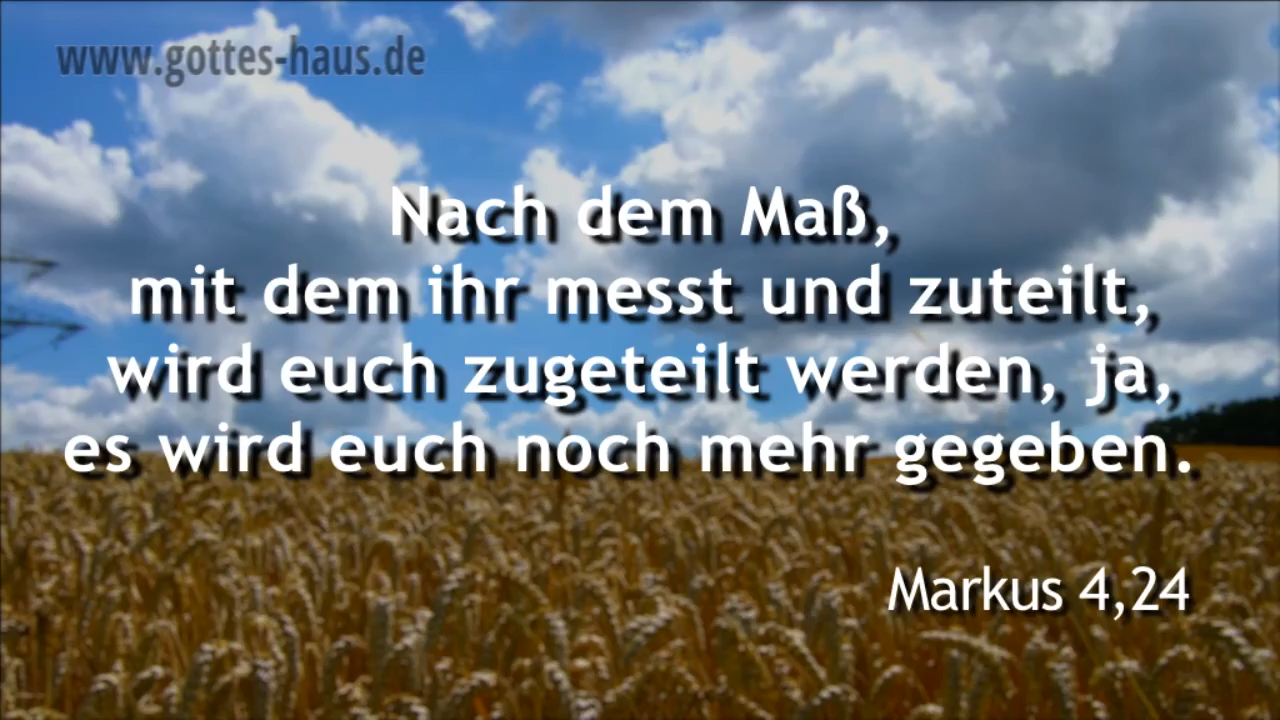 www.gottes-haus.de
Nach dem Maß,
mit dem ihr messt und zuteilt,
wird euch zugeteilt werden, ja,
es wird euch noch mehr gegeben.
Markus 4,24